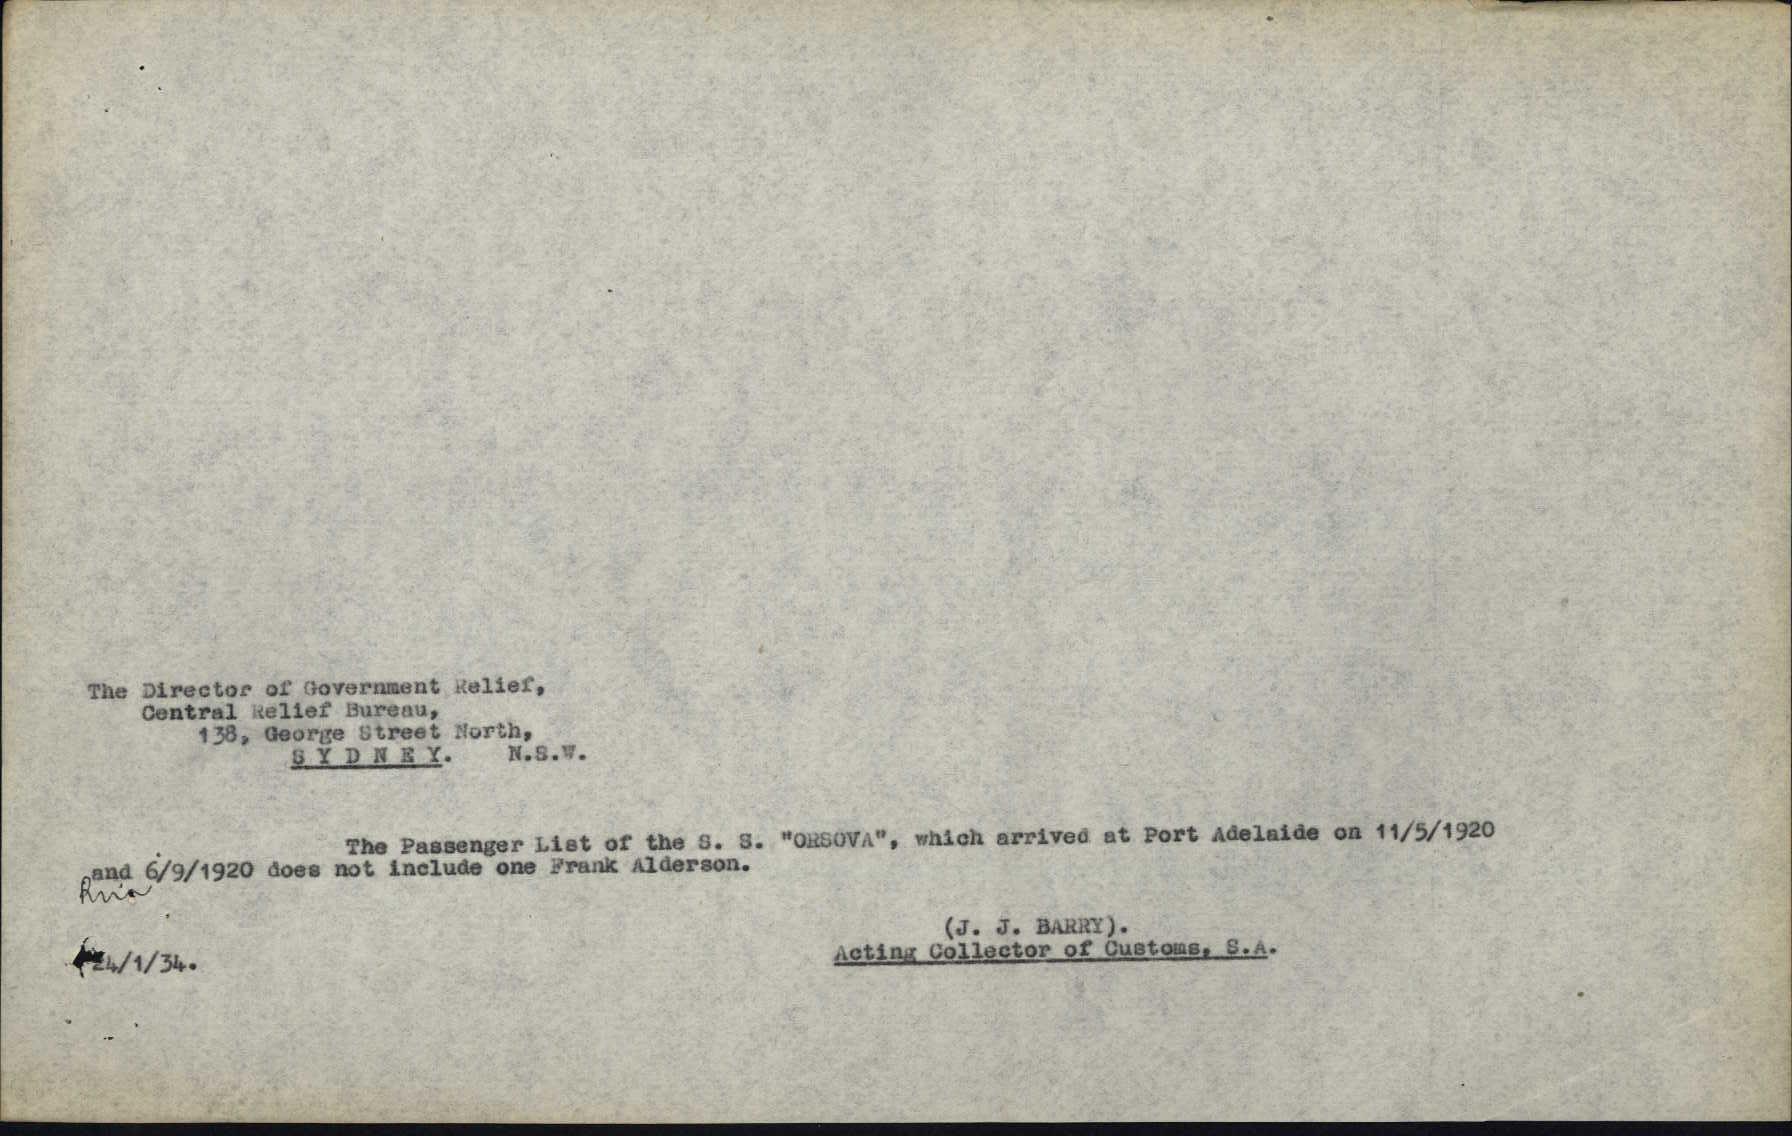 The Director of Government Relief,
Central Relief Bureau,
138, George Street North,
S Y D N E Y. N.S.W.
The Passenger List of the S. S. "ORSOVA", which arrived at Port Adelaide on 11/5/1920
and 6/9/1920 does not include one Frank Alderson.
(J. J. BARRY).
Acting Collector of Customs, S.A.
24/1/34.